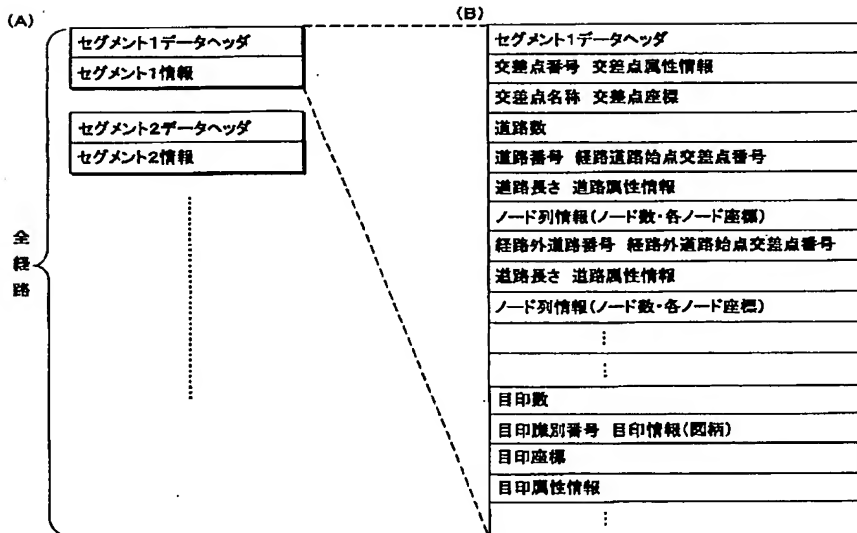 (A)
セグメント1データヘッダ
セグメント1情報
セグメント2データヘッダ
セグメント2情報
全経路
(B)
セグメント1データヘッダ
交差点番号 交差点属性情報
交差点名称 交差点座標
道路数
道路番号 経路道路始点交差点番号
道路長さ 道路属性情報
ノード列情報(ノード数・各ノード座標)
経路外道路番号 経路外道路始点交差点番号
道路長さ 道路属性情報
ノード列情報(ノード数・各ノード座標)
目印数
目印識別番号 目印情報(図柄)
目印座標
目印属性情報